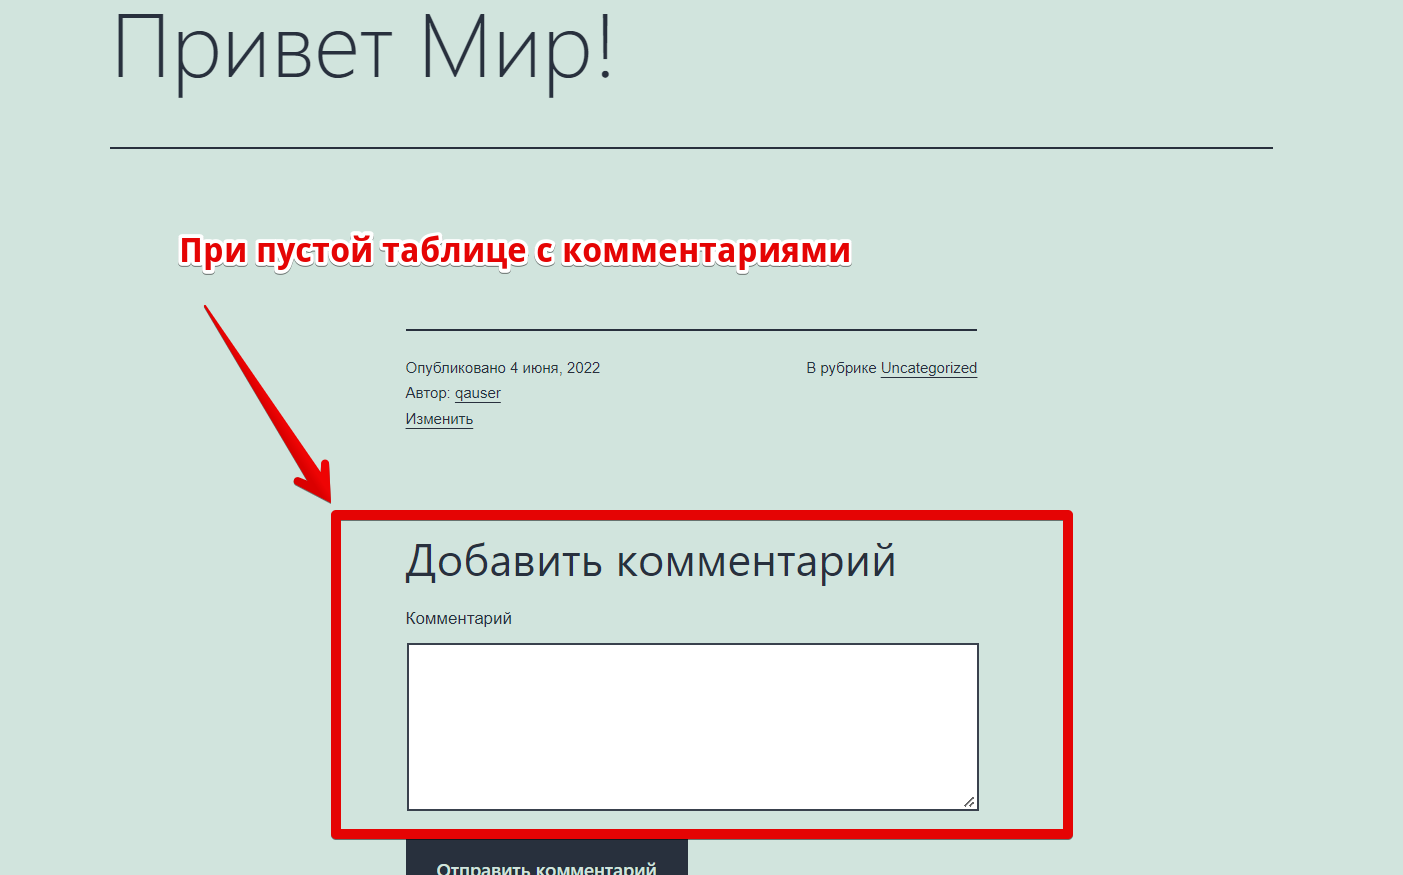 Привет Мир!
При пустой таблице с комментариями
Опубликовано 4 июня, 2022
В рубрике Uncategorized
Автор: qauser
Изменить
Добавить комментарий
Комментарий
Отправить комментарий